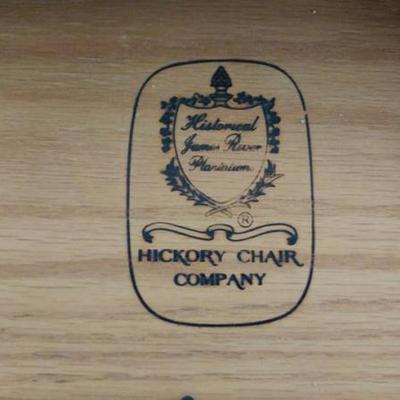 Historical
James River
Plantation
®
HICKORY CHAIR
COMPANY